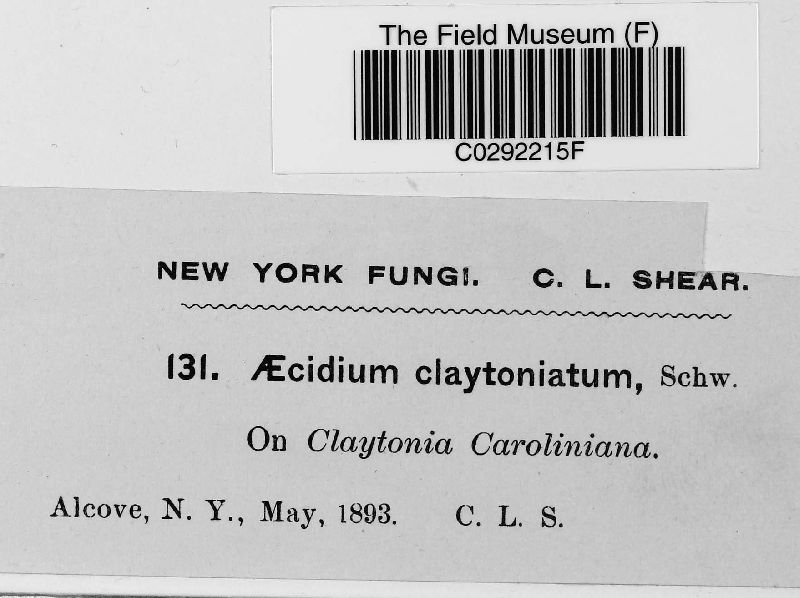 The Field Museum (F)
C0292215F
NEW YORK FUNGI. C. L. SHEAR.
131. Æcidium claytoniatum, Schw.
On Claytonia Caroliniana.
Alcove, N. Y., May, 1893. C. L. S.